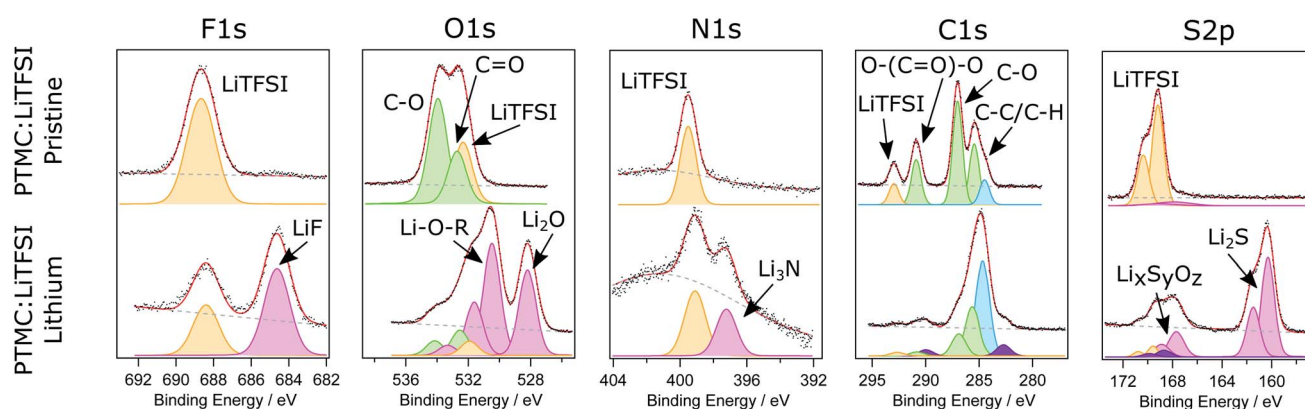 F1s
O1s
N1s
C1s
S2p
PTMC:LiTFSI
Pristine
LiTFSI
C-O
C=O
LiTFSI
LiTFSI
O-(C=O)-O
C-O
LiTFSI
C-C/C-H
LiTFSI
PTMC:LiTFSI
Lithium
LiF
Li-O-R
Li₂O
Li₃N
Li₂S
LiₓSᵧO_z
692 690 688 686 684 682
536 532 528
404 400 396 392
295 290 285 280
172 168 164 160
Binding Energy / eV
Binding Energy / eV
Binding Energy / eV
Binding Energy / eV
Binding Energy / eV